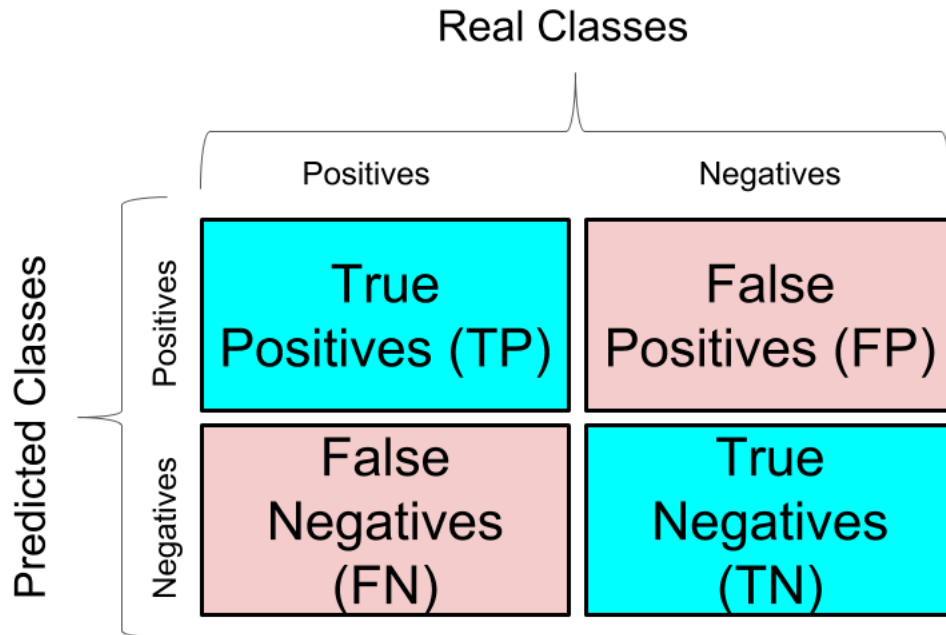 Real Classes
Positives
Negatives
Predicted Classes
Positives
True
Positives (TP)
False
Positives (FP)
Negatives
False
Negatives
(FN)
True
Negatives
(TN)